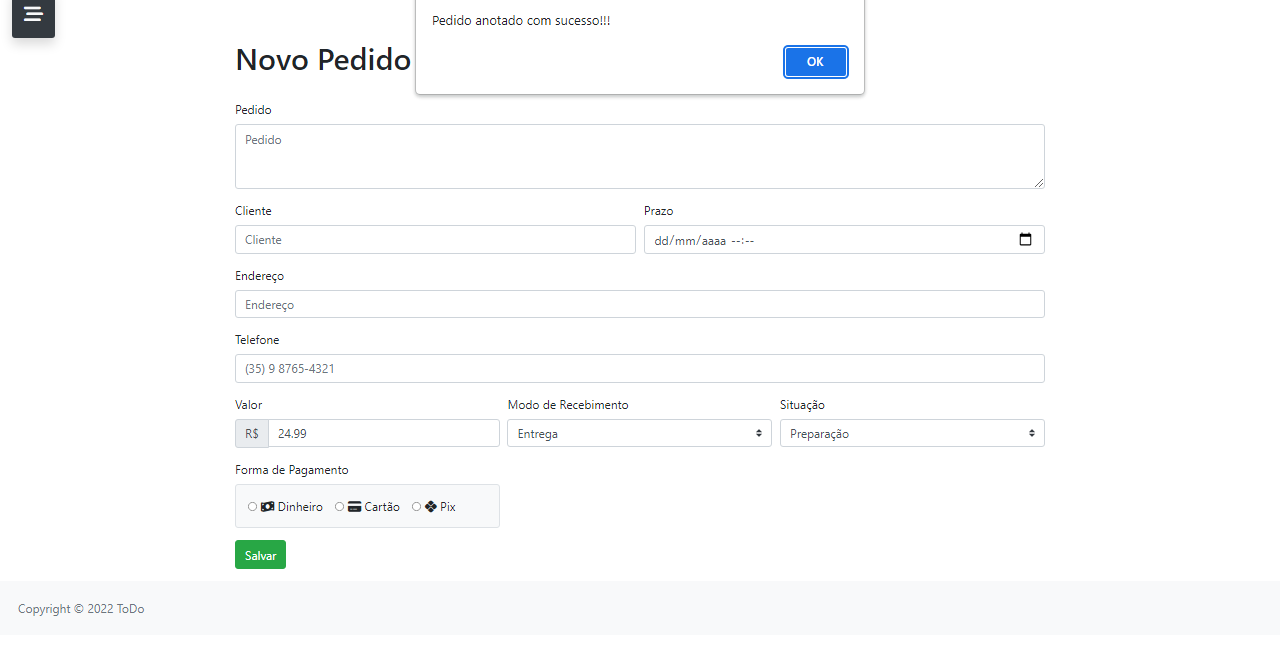 Pedido anotado com sucesso!!!
OK
Novo Pedido
Pedido
Pedido
Cliente Prazo
Cliente dd/mm/aaaa --:--
Endereço
Endereço
Telefone
(35) 9 8765-4321
Valor Modo de Recebimento Situação
R$ 24.99 Entrega Preparação
Forma de Pagamento
Dinheiro Cartão Pix
Salvar
Copyright © 2022 ToDo